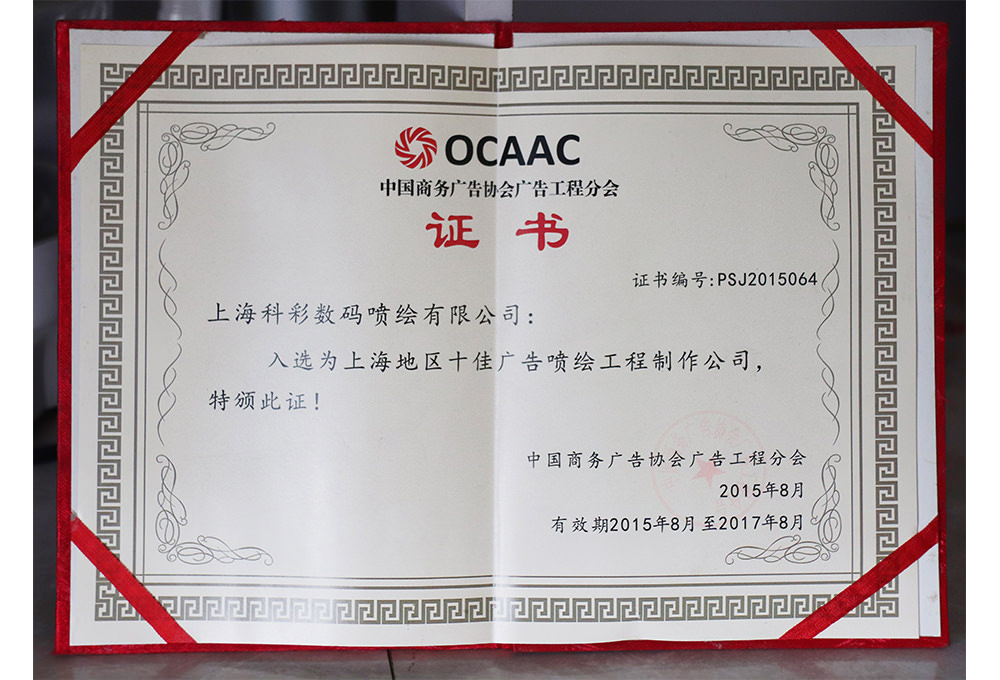 OCAAC
中国商务广告协会广告工程分会
证书
证书编号:PSJ2015064
上海科彩数码喷绘有限公司:
入选为上海地区十佳广告喷绘工程制作公司,
特颁此证!
中国商务广告协会广告工程分会
2015年8月
有效期2015年8月至2017年8月